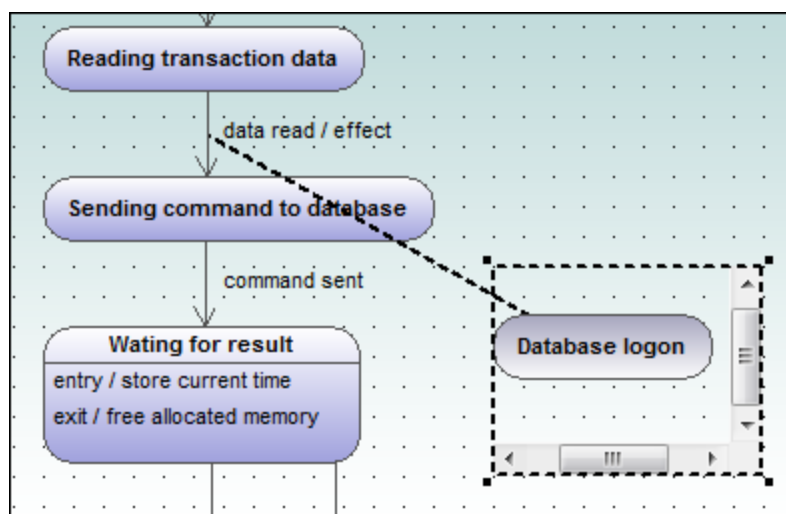 Reading transaction data
data read / effect
Sending command to database
command sent
Wating for result
entry / store current time
exit / free allocated memory
Database logon